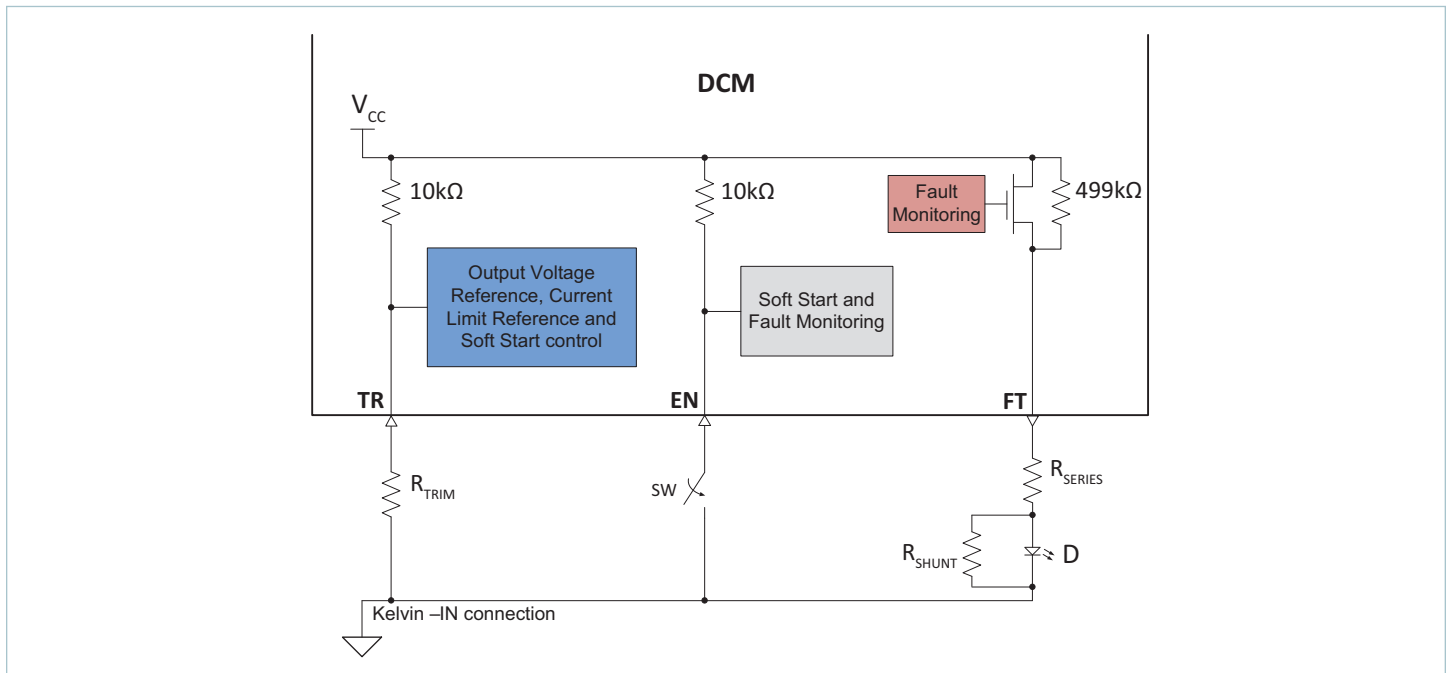 DCM
VCC
10kΩ
10kΩ
499kΩ
Fault
Monitoring
Output Voltage
Reference, Current
Limit Reference and
Soft Start control
Soft Start and
Fault Monitoring
TR
EN
FT
RTRIM
SW
RSERIES
RSHUNT
D
Kelvin –IN connection